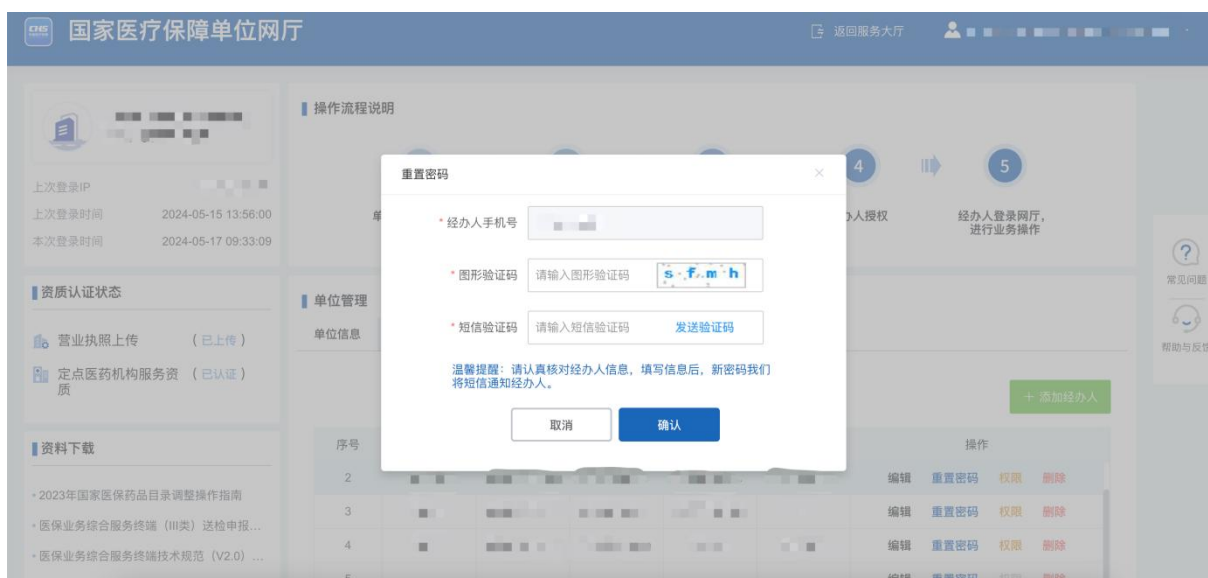 CHS
国家医疗保障单位网厅
返回服务大厅
操作流程说明
4
5
上次登录IP
上次登录时间 2024-05-15 13:56:00
本次登录时间 2024-05-17 09:33:09
单
办人授权
经办人登录网厅，
进行业务操作
重置密码
* 经办人手机号
* 图形验证码 请输入图形验证码 s f m h
* 短信验证码 请输入短信验证码 发送验证码
温馨提醒：请认真核对经办人信息，填写信息后，新密码我们
将短信通知经办人。
取消 确认
常见问题
帮助与反馈
资质认证状态
营业执照上传 （已上传）
定点医药机构服务资 （已认证）
质
单位管理
单位信息
+ 添加经办人
资料下载
• 2023年国家医保药品目录调整操作指南
• 医保业务综合服务终端（III类）送检申报...
• 医保业务综合服务终端技术规范（V2.0）...
序号 操作
2 编辑 重置密码 权限 删除
3 编辑 重置密码 权限 删除
4 编辑 重置密码 权限 删除
5 编辑 重置密码 权限 删除